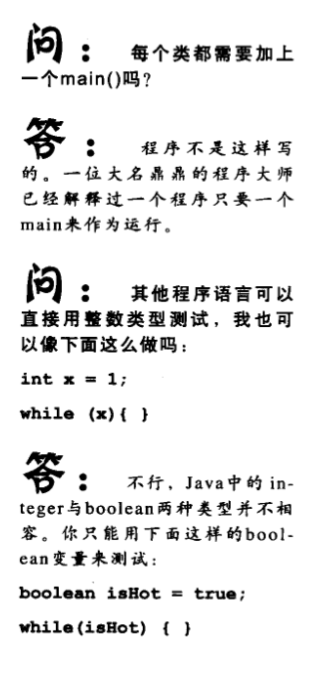 问： 每个类都需要加上
一个main()吗？
答： 程序不是这样写
的。一位大名鼎鼎的程序大师
已经解释过一个程序只要一个
main来作为运行。
问： 其他程序语言可以
直接用整数类型测试，我也可
以像下面这么做吗：
int x = 1;
while (x){ }
答： 不行，Java中的 in-
teger与boolean两种类型并不相
容。你只能用下面这样的bool-
ean变量来测试：
boolean isHot = true;
while(isHot) { }